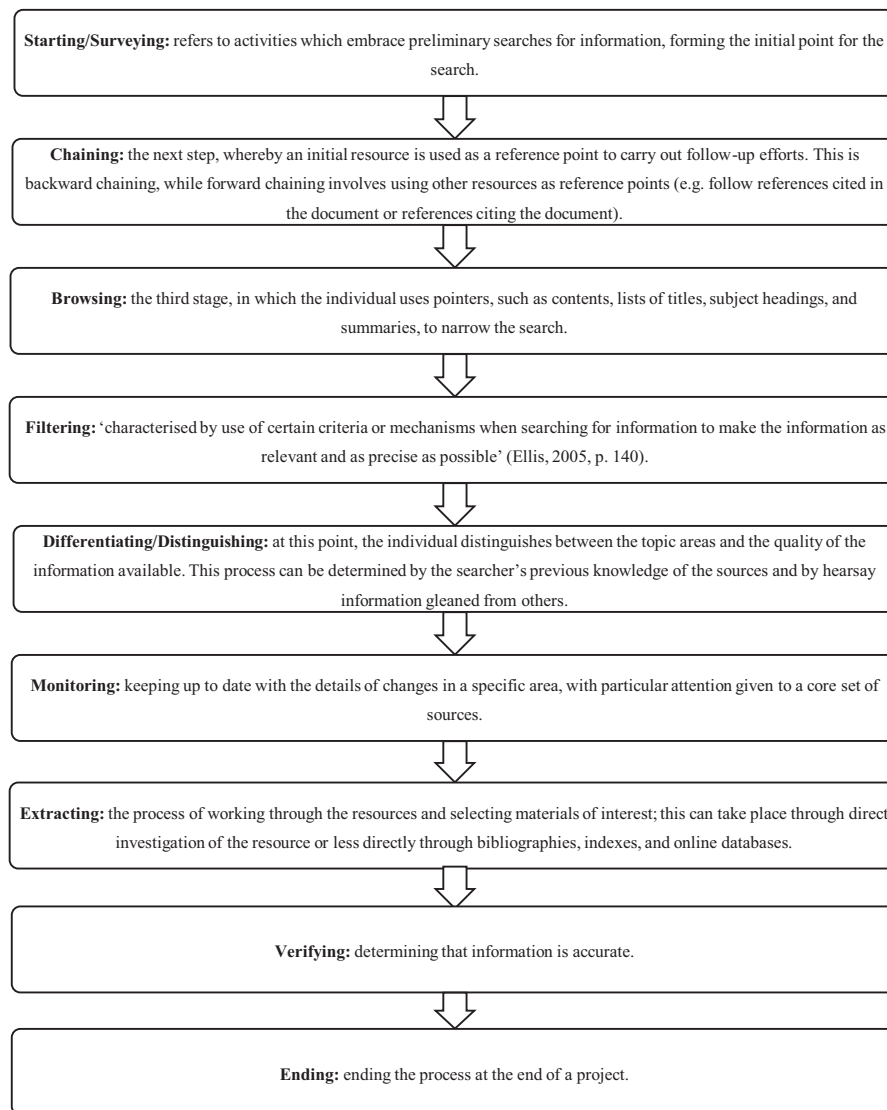 Starting/Surveying: refers to activities which embrace preliminary searches for information, forming the initial point for the
search.
Chaining: the next step, whereby an initial resource is used as a reference point to carry out follow-up efforts. This is
backward chaining, while forward chaining involves using other resources as reference points (e.g. follow references cited in
the document or references citing the document).
Browsing: the third stage, in which the individual uses pointers, such as contents, lists of titles, subject headings, and
summaries, to narrow the search.
Filtering: ‘characterised by use of certain criteria or mechanisms when searching for information to make the information as
relevant and as precise as possible’ (Ellis, 2005, p. 140).
Differentiating/Distinguishing: at this point, the individual distinguishes between the topic areas and the quality of the
information available. This process can be determined by the searcher’s previous knowledge of the sources and by hearsay
information gleaned from others.
Monitoring: keeping up to date with the details of changes in a specific area, with particular attention given to a core set of
sources.
Extracting: the process of working through the resources and selecting materials of interest; this can take place through direct
investigation of the resource or less directly through bibliographies, indexes, and online databases.
Verifying: determining that information is accurate.
Ending: ending the process at the end of a project.